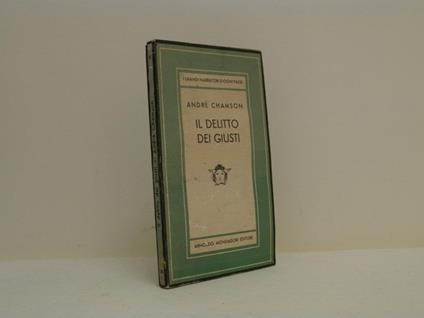 I GRANDI NARRATORI D'OGNI PAESE
ANDRÉ CHAMSON
IL DELITTO
DEI GIUSTI
ARNOLDO MONDADORI EDITORE